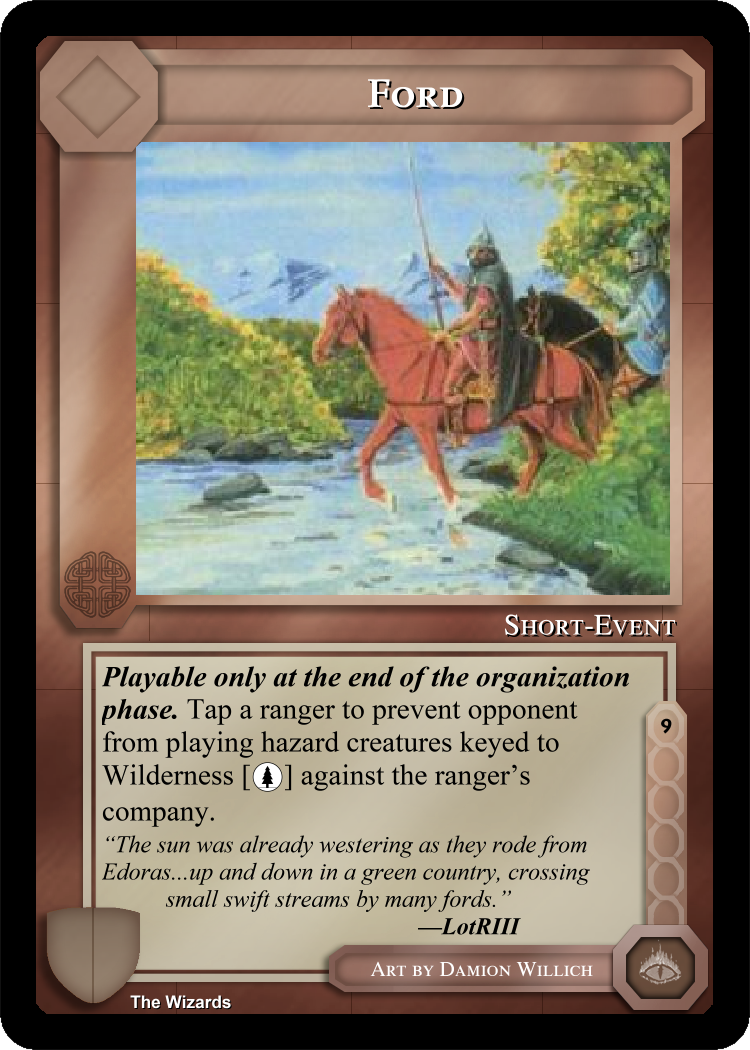 Ford
Short-Event
Playable only at the end of the organization
phase. Tap a ranger to prevent opponent
from playing hazard creatures keyed to
Wilderness [] against the ranger's
company.
9
“The sun was already westering as they rode from
Edoras...up and down in a green country, crossing
small swift streams by many fords.”
—LotRIII
Art by Damion Willich
The Wizards